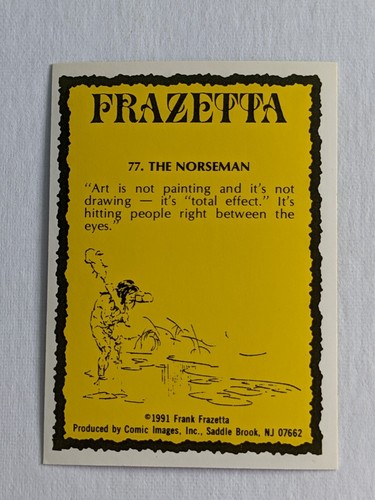 FRAZETTA
77. THE NORSEMAN
"Art is not painting and it's not
drawing — it's "total effect." It's
hitting people right between the
eyes."
©1991 Frank Frazetta
Produced by Comic Images, Inc., Saddle Brook, NJ 07662